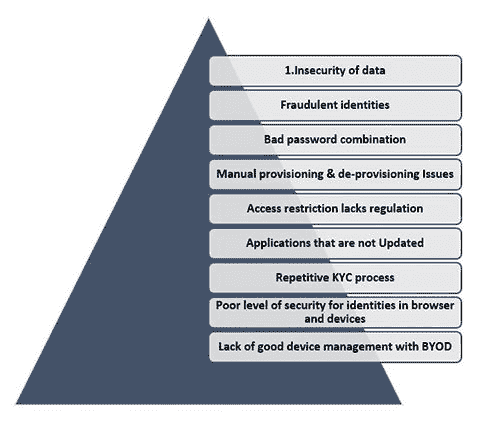 1.Insecurity of data
Fraudulent identities
Bad password combination
Manual provisioning & de-provisioning Issues
Access restriction lacks regulation
Applications that are not Updated
Repetitive KYC process
Poor level of security for identities in browser
and devices
Lack of good device management with BYOD